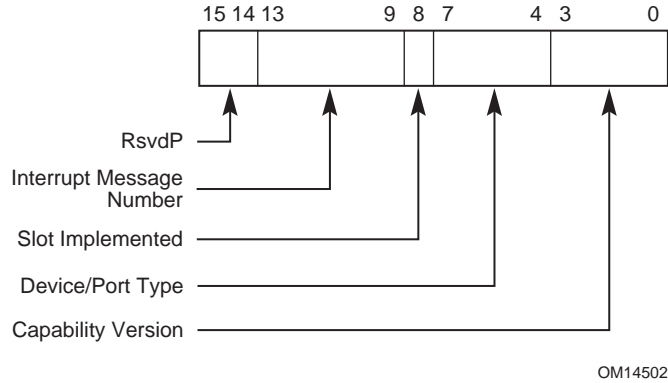 15 14 13 9 8 7 4 3 0
RsvdP
Interrupt Message
Number
Slot Implemented
Device/Port Type
Capability Version
OM14502